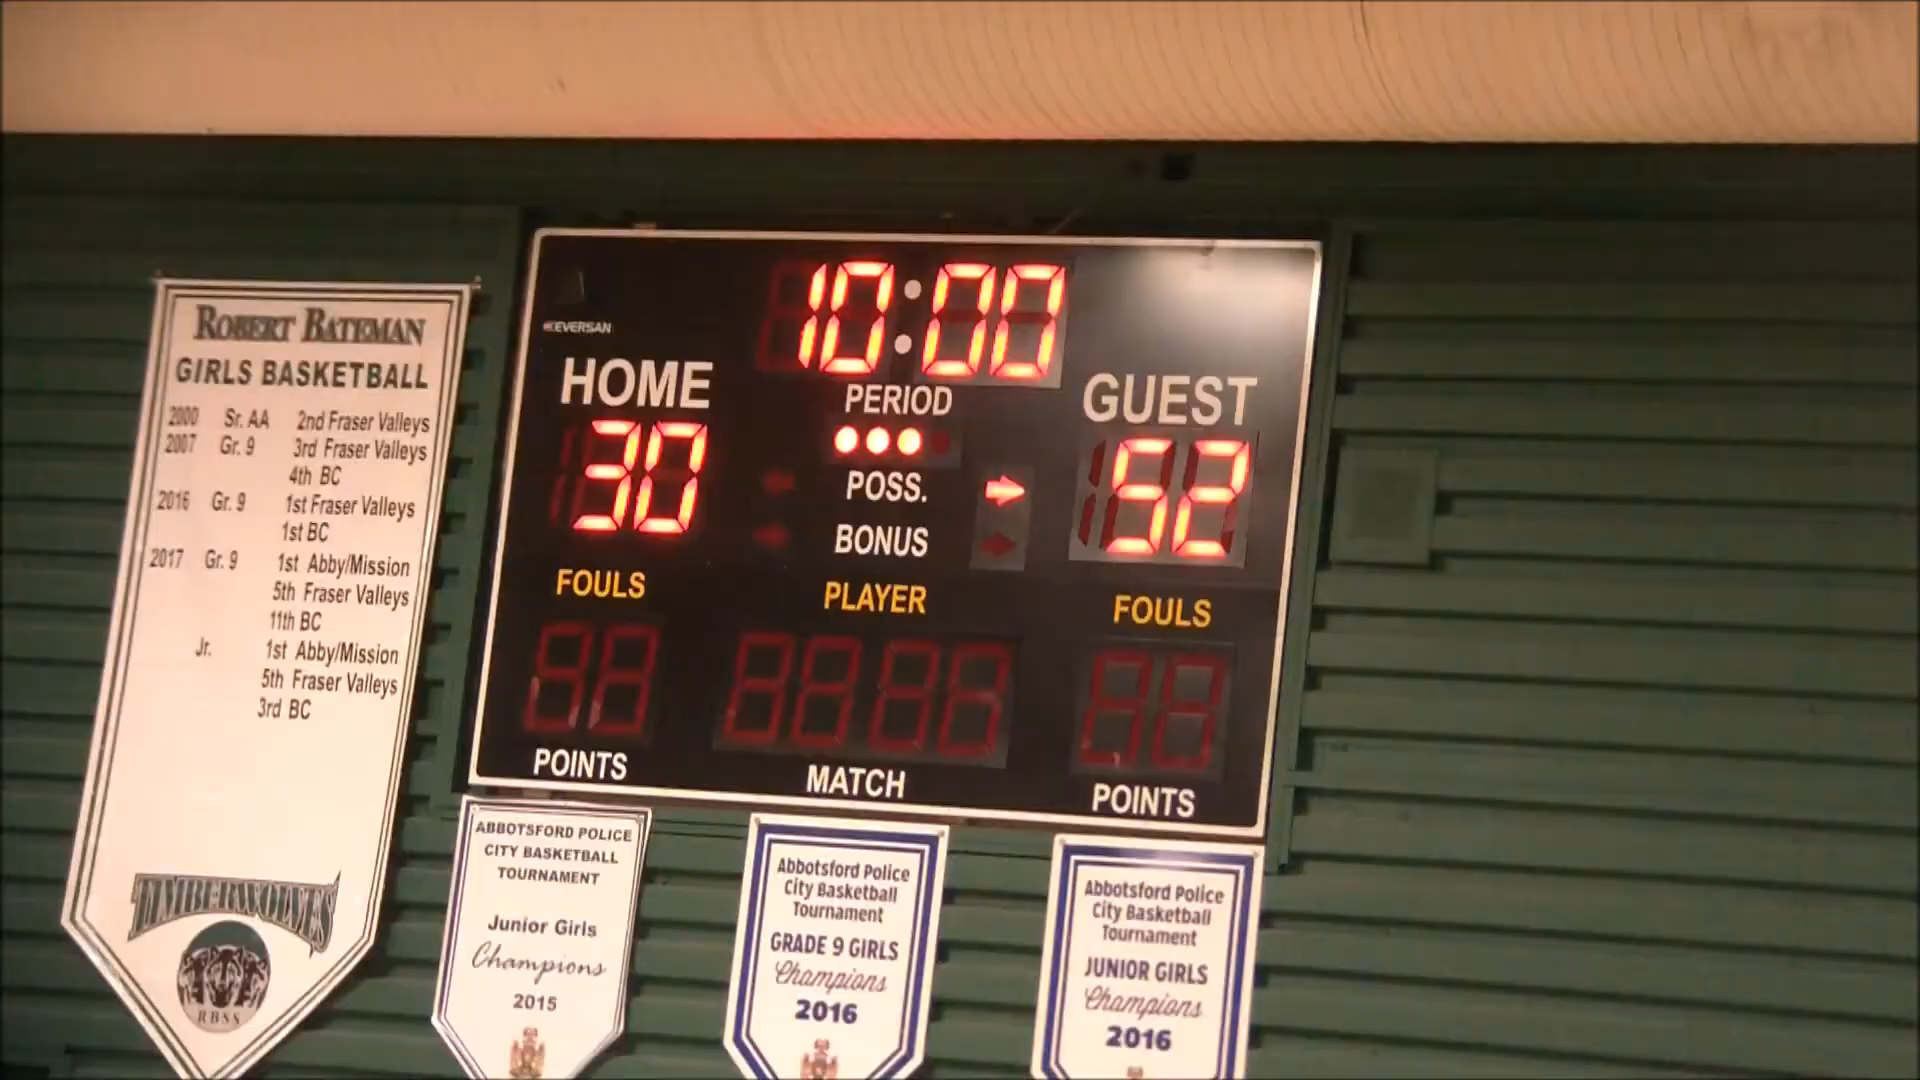 ROBERT BATEMAN
GIRLS BASKETBALL
2000 Sr. AA 2nd Fraser Valleys
2007 Gr. 9 3rd Fraser Valleys
4th BC
2016 Gr. 9 1st Fraser Valleys
1st BC
2017 Gr. 9 1st Abby/Mission
5th Fraser Valleys
11th BC
Jr. 1st Abby/Mission
5th Fraser Valleys
3rd BC
TIMBERWOLVES
RBSS
10:00
EVERSAN
HOME PERIOD GUEST
30 52
POSS.
BONUS
FOULS PLAYER FOULS
POINTS MATCH POINTS
ABBOTSFORD POLICE
CITY BASKETBALL
TOURNAMENT
Junior Girls
Champions
2015
Abbotsford Police
City Basketball
Tournament
GRADE 9 GIRLS
Champions
2016
Abbotsford Police
City Basketball
Tournament
JUNIOR GIRLS
Champions
2016